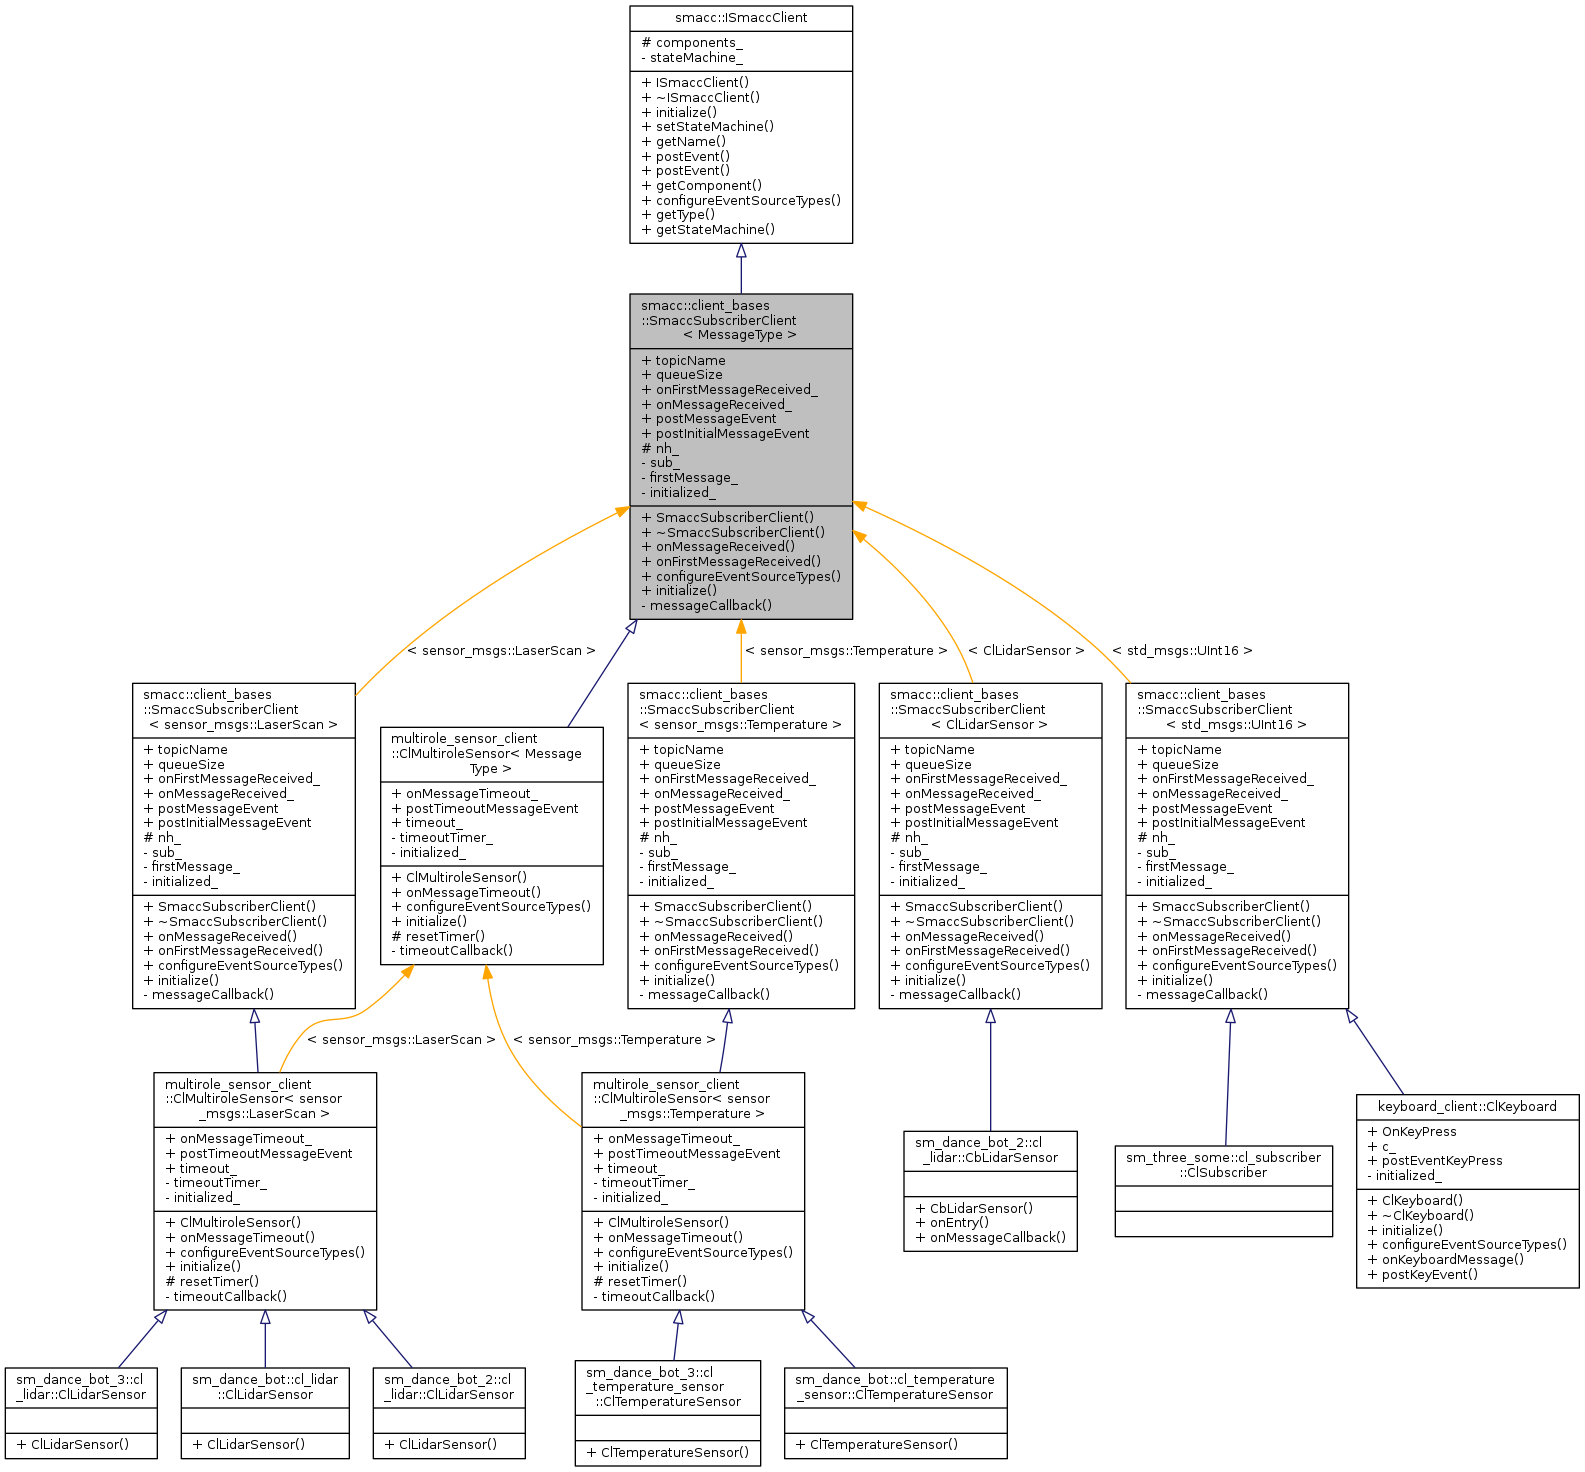 smacc::ISmaccClient
# components_
- stateMachine_
+ ISmaccClient()
+ ~ISmaccClient()
+ initialize()
+ setStateMachine()
+ getName()
+ postEvent()
+ postEvent()
+ getComponent()
+ configureEventSourceTypes()
+ getType()
+ getStateMachine()
smacc::client_bases
::SmaccSubscriberClient
< MessageType >
+ topicName
+ queueSize
+ onFirstMessageReceived_
+ onMessageReceived_
+ postMessageEvent
+ postInitialMessageEvent
# nh_
- sub_
- firstMessage_
- initialized_
+ SmaccSubscriberClient()
+ ~SmaccSubscriberClient()
+ onMessageReceived()
+ onFirstMessageReceived()
+ configureEventSourceTypes()
+ initialize()
- messageCallback()
< sensor_msgs::LaserScan >
< sensor_msgs::Temperature >
< ClLidarSensor >
< std_msgs::UInt16 >
smacc::client_bases
::SmaccSubscriberClient
< sensor_msgs::LaserScan >
+ topicName
+ queueSize
+ onFirstMessageReceived_
+ onMessageReceived_
+ postMessageEvent
+ postInitialMessageEvent
# nh_
- sub_
- firstMessage_
- initialized_
+ SmaccSubscriberClient()
+ ~SmaccSubscriberClient()
+ onMessageReceived()
+ onFirstMessageReceived()
+ configureEventSourceTypes()
+ initialize()
- messageCallback()
multirole_sensor_client
::ClMultiroleSensor< Message
Type >
+ onMessageTimeout_
+ postTimeoutMessageEvent
+ timeout_
- timeoutTimer_
- initialized_
+ ClMultiroleSensor()
+ onMessageTimeout()
+ configureEventSourceTypes()
+ initialize()
# resetTimer()
- timeoutCallback()
smacc::client_bases
::SmaccSubscriberClient
< sensor_msgs::Temperature >
+ topicName
+ queueSize
+ onFirstMessageReceived_
+ onMessageReceived_
+ postMessageEvent
+ postInitialMessageEvent
# nh_
- sub_
- firstMessage_
- initialized_
+ SmaccSubscriberClient()
+ ~SmaccSubscriberClient()
+ onMessageReceived()
+ onFirstMessageReceived()
+ configureEventSourceTypes()
+ initialize()
- messageCallback()
smacc::client_bases
::SmaccSubscriberClient
< ClLidarSensor >
+ topicName
+ queueSize
+ onFirstMessageReceived_
+ onMessageReceived_
+ postMessageEvent
+ postInitialMessageEvent
# nh_
- sub_
- firstMessage_
- initialized_
+ SmaccSubscriberClient()
+ ~SmaccSubscriberClient()
+ onMessageReceived()
+ onFirstMessageReceived()
+ configureEventSourceTypes()
+ initialize()
- messageCallback()
smacc::client_bases
::SmaccSubscriberClient
< std_msgs::UInt16 >
+ topicName
+ queueSize
+ onFirstMessageReceived_
+ onMessageReceived_
+ postMessageEvent
+ postInitialMessageEvent
# nh_
- sub_
- firstMessage_
- initialized_
+ SmaccSubscriberClient()
+ ~SmaccSubscriberClient()
+ onMessageReceived()
+ onFirstMessageReceived()
+ configureEventSourceTypes()
+ initialize()
- messageCallback()
< sensor_msgs::LaserScan >
< sensor_msgs::Temperature >
multirole_sensor_client
::ClMultiroleSensor< sensor
_msgs::LaserScan >
+ onMessageTimeout_
+ postTimeoutMessageEvent
+ timeout_
- timeoutTimer_
- initialized_
+ ClMultiroleSensor()
+ onMessageTimeout()
+ configureEventSourceTypes()
+ initialize()
# resetTimer()
- timeoutCallback()
multirole_sensor_client
::ClMultiroleSensor< sensor
_msgs::Temperature >
+ onMessageTimeout_
+ postTimeoutMessageEvent
+ timeout_
- timeoutTimer_
- initialized_
+ ClMultiroleSensor()
+ onMessageTimeout()
+ configureEventSourceTypes()
+ initialize()
# resetTimer()
- timeoutCallback()
sm_dance_bot_2::cl
_lidar::CbLidarSensor
+ CbLidarSensor()
+ onEntry()
+ onMessageCallback()
sm_three_some::cl_subscriber
::ClSubscriber
keyboard_client::ClKeyboard
+ OnKeyPress
+ c_
+ postEventKeyPress
- initialized_
+ ClKeyboard()
+ ~ClKeyboard()
+ initialize()
+ configureEventSourceTypes()
+ onKeyboardMessage()
+ postKeyEvent()
sm_dance_bot_3::cl
_lidar::ClLidarSensor
+ ClLidarSensor()
sm_dance_bot::cl_lidar
::ClLidarSensor
+ ClLidarSensor()
sm_dance_bot_2::cl
_lidar::ClLidarSensor
+ ClLidarSensor()
sm_dance_bot_3::cl
_temperature_sensor
::ClTemperatureSensor
+ ClTemperatureSensor()
sm_dance_bot::cl_temperature
_sensor::ClTemperatureSensor
+ ClTemperatureSensor()